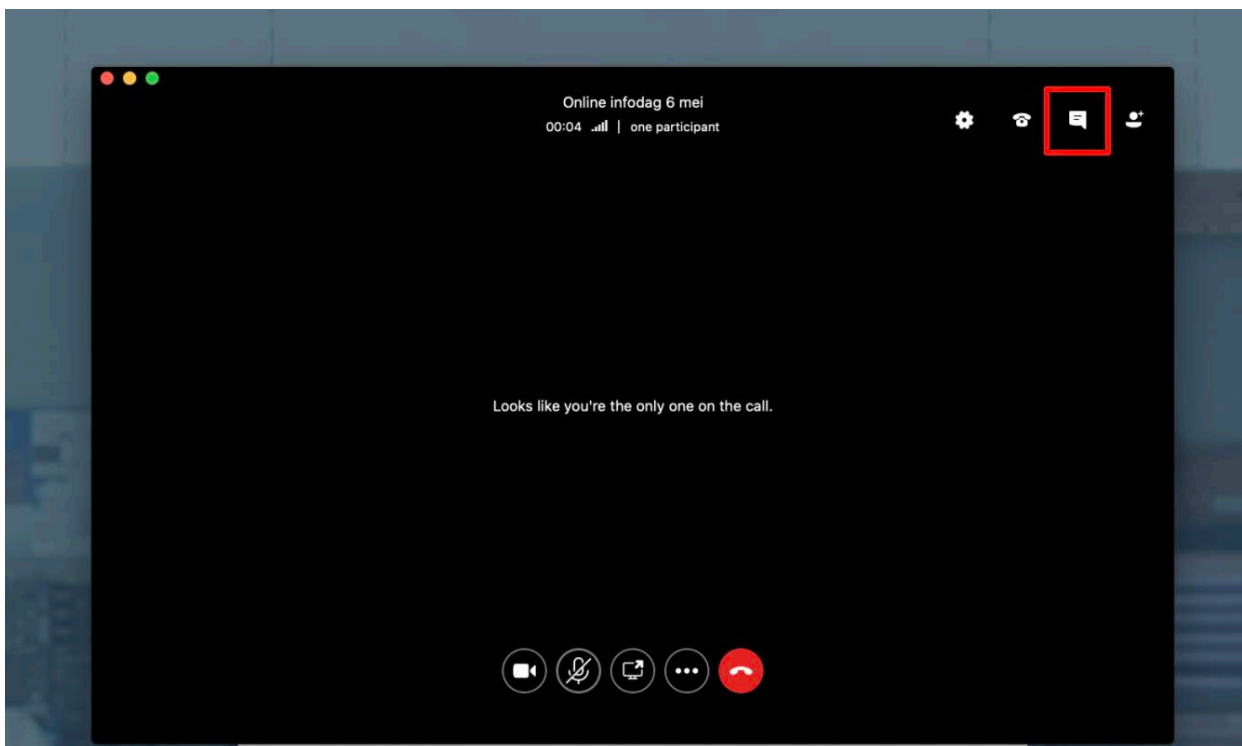 Online infodag 6 mei
00:04 | one participant
Looks like you're the only one on the call.